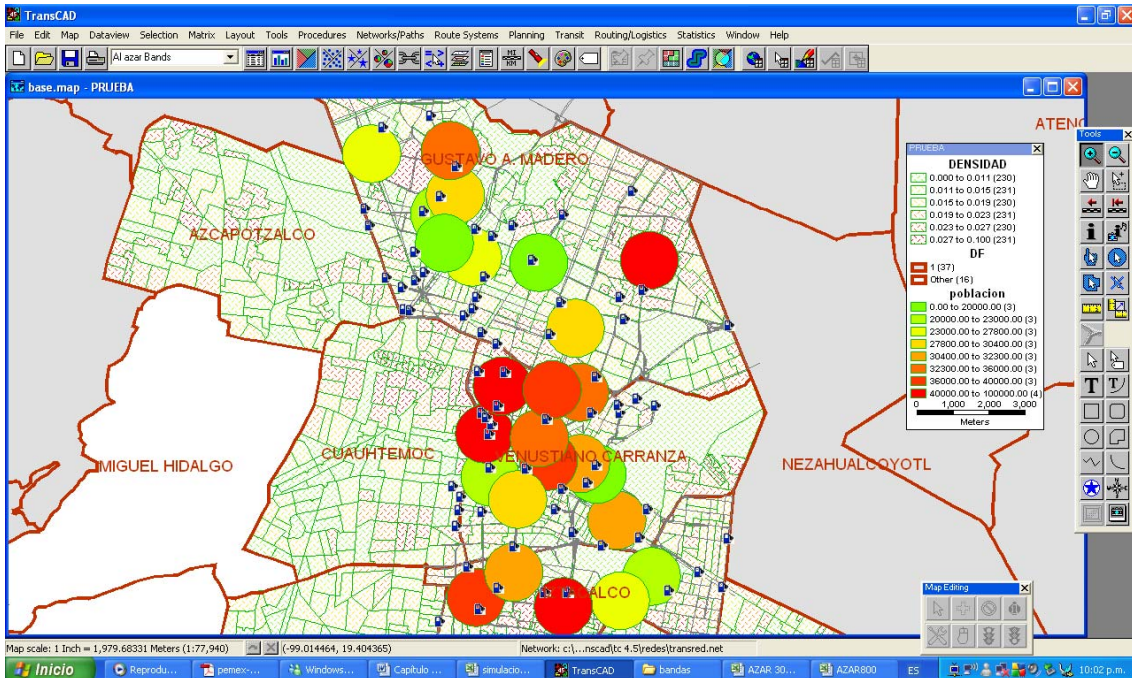 TransCAD
File Edit Map Dataview Selection Matrix Layout Tools Procedures Networks/Paths Route Systems Planning Transit Routing/Logistics Statistics Window Help
Al azar Bands
base.map - PRUEBA
ATENC
GUSTAVO A. MADERO
AZCAPOTZALCO
MIGUEL HIDALGO
CUAUHTEMOC
VENUSTIANO CARRANZA
NEZAHUALCOYOTL
CALCO
PRUEBA
DENSIDAD
0.000 to 0.011 (230)
0.011 to 0.015 (231)
0.015 to 0.019 (230)
0.019 to 0.023 (231)
0.023 to 0.027 (230)
0.027 to 0.100 (231)
DF
1 (37)
Other (16)
poblacion
0.00 to 20000.00 (3)
20000.00 to 23000.00 (3)
23000.00 to 27800.00 (3)
27800.00 to 30400.00 (3)
30400.00 to 32300.00 (3)
32300.00 to 36000.00 (3)
36000.00 to 40000.00 (3)
40000.00 to 100000.00 (4)
0 1,000 2,000 3,000
Meters
Tools
Map Editing
Map scale: 1 Inch = 1,979.68331 Meters (1:77,940)
(-99.014464, 19.404365)
Network: c:\...nscad\tc 4.5\redes\transred.net
Inicio
Reprodu...
pemex-...
Windows...
Capítulo ...
simulacio...
TransCAD
bandas
AZAR 30...
AZAR800
ES
10:02 p.m.